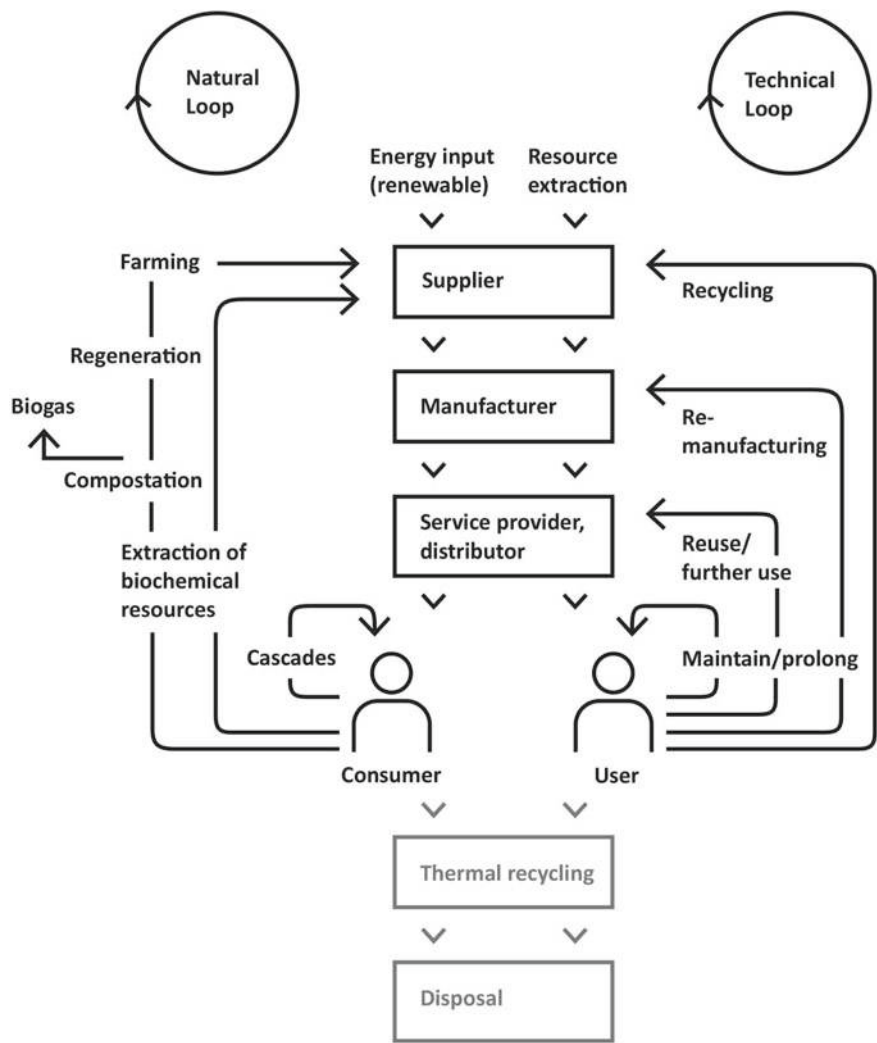 Natural
Loop
Technical
Loop
Energy input
(renewable)
Resource
extraction
Farming
Supplier
Recycling
Regeneration
Biogas
Manufacturer
Re-
manufacturing
Compostation
Service provider,
distributor
Reuse/
further use
Extraction of
biochemical
resources
Cascades
Maintain/prolong
Consumer
User
Thermal recycling
Disposal